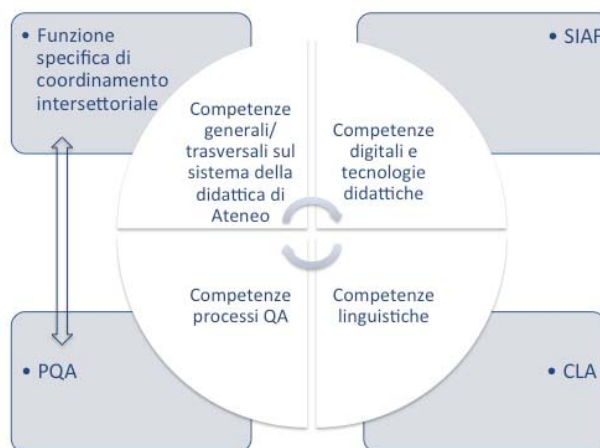 • Funzione
specifica di
coordinamento
intersettoriale
• SIAF
Competenze
generali/
trasversali sul
sistema della
didattica di
Ateneo
Competenze
digitali e
tecnologie
didattiche
Competenze
processi QA
Competenze
linguistiche
• PQA
• CLA